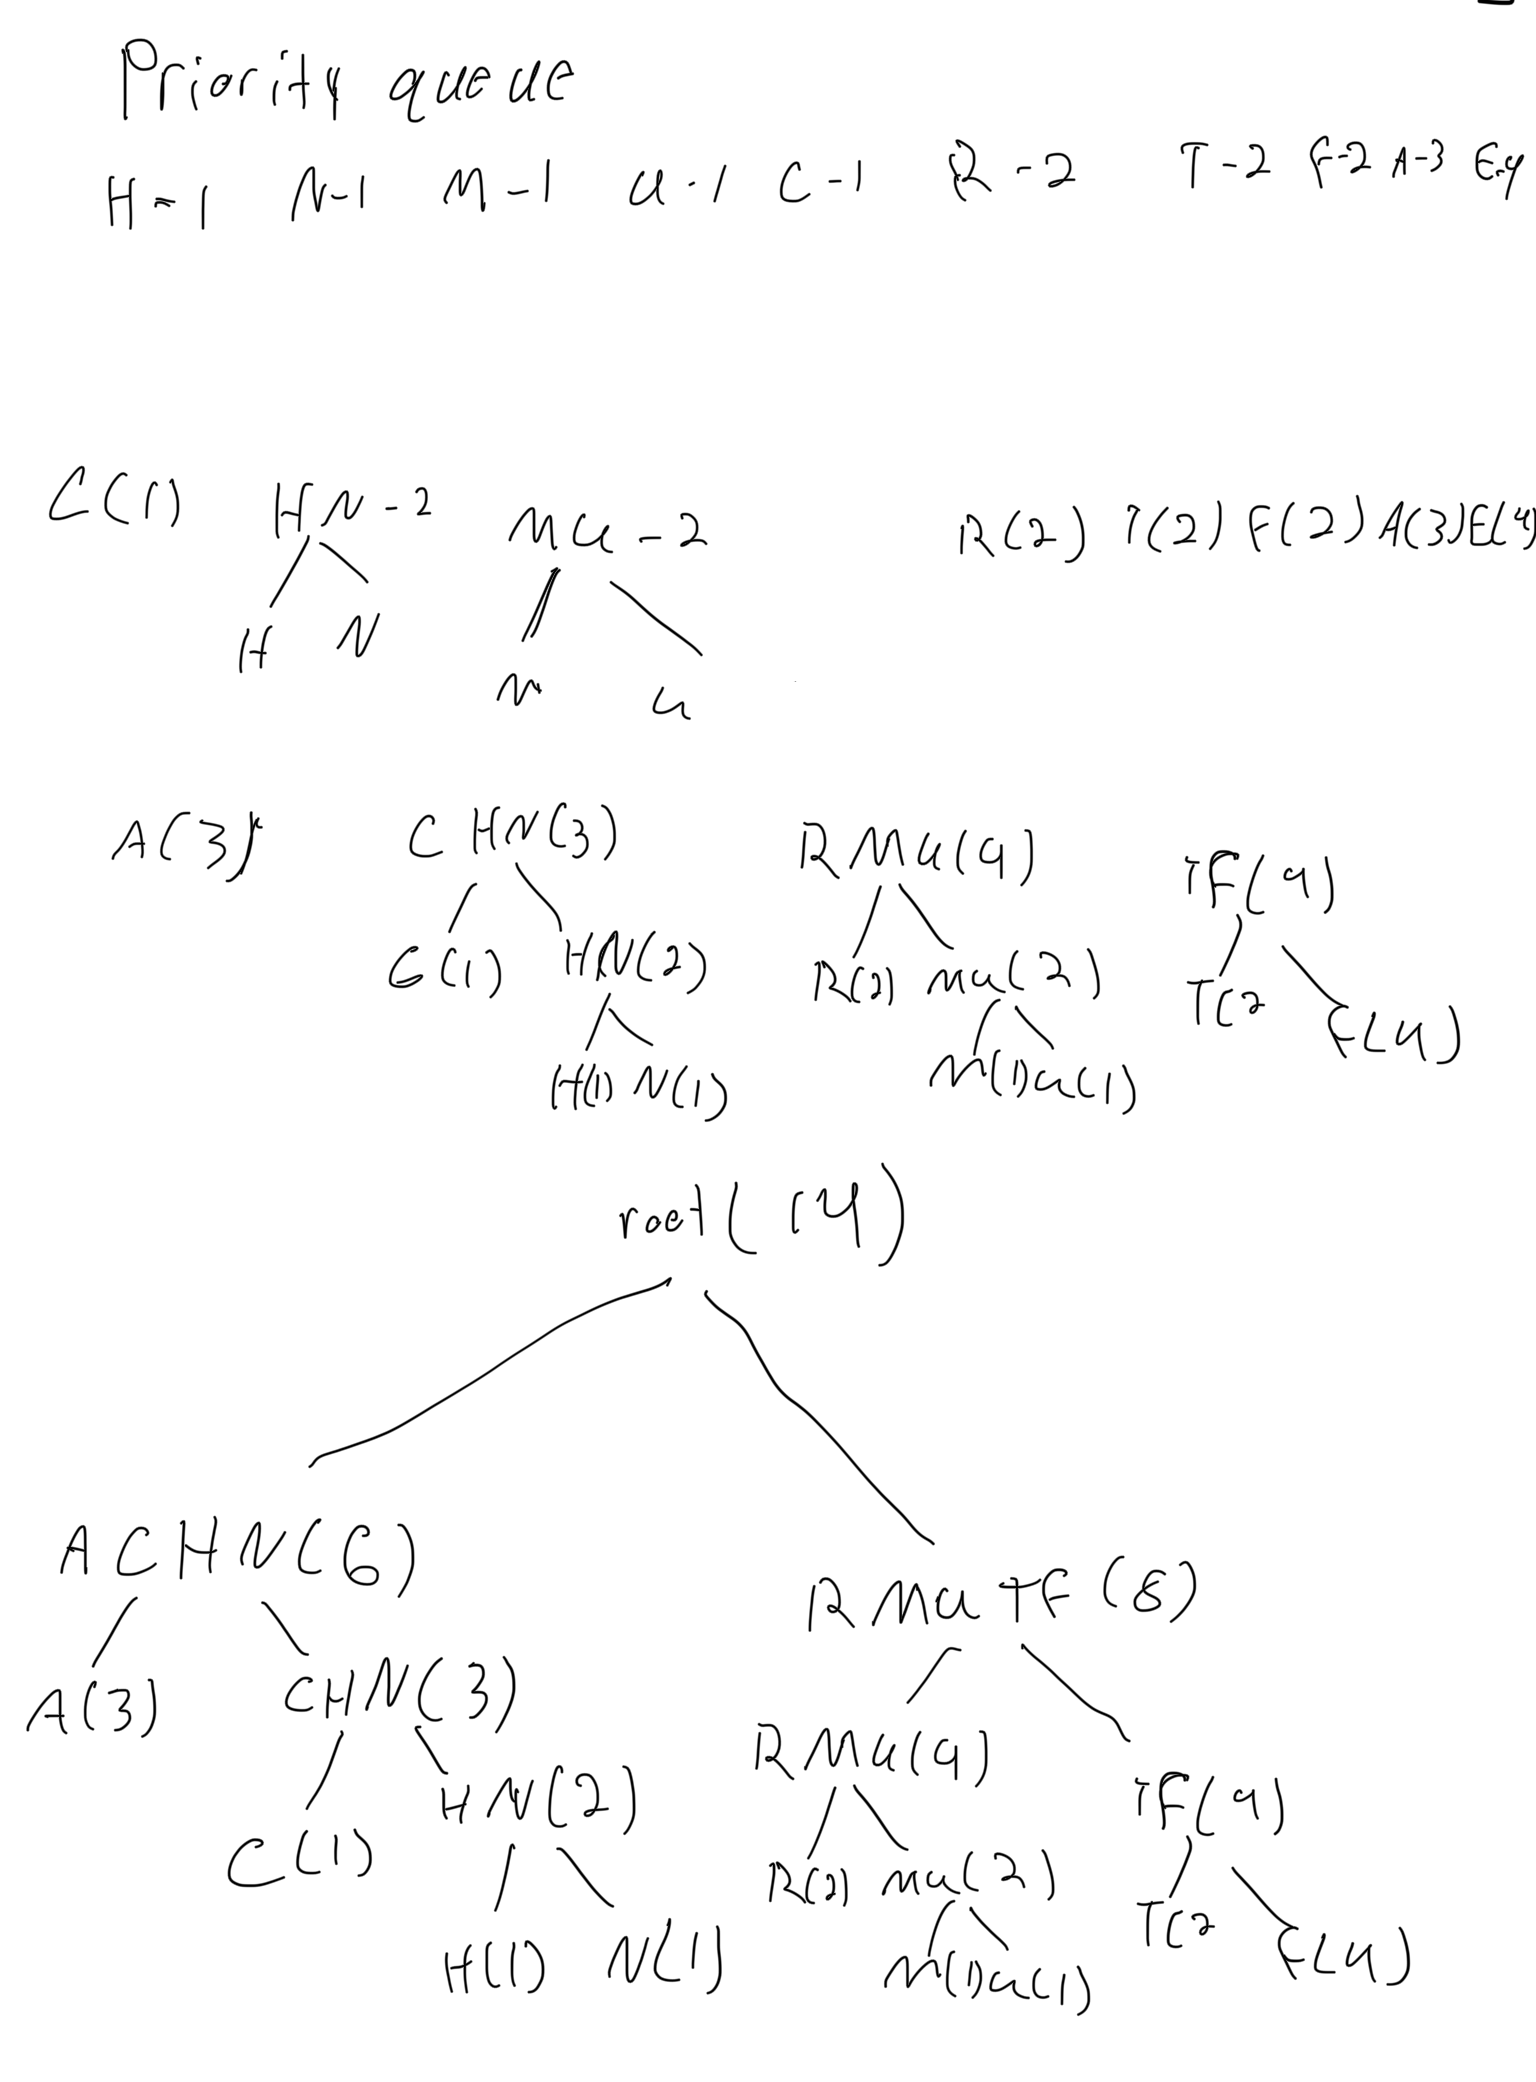 Priority queue
H-1 N-1 M-1 u-1 C-1 R-2 T-2 F-2 A-3 E-4
C(1) HN-2 Mu-2 R(2) T(2) F(2) A(3) E(4)
H N
M u
A(3) CHN(3) RMu(4) TF(4)
C(1) HN(2) R(2) Mu(2) T(2 F(4)
H(1) N(1) M(1) u(1)
root(14)
ACHN(6) RMuTF(8)
A(3) CHN(3) RMu(4) TF(4)
C(1) HN(2) R(2) Mu(2) T(2 F(4)
H(1) N(1) M(1) u(1)